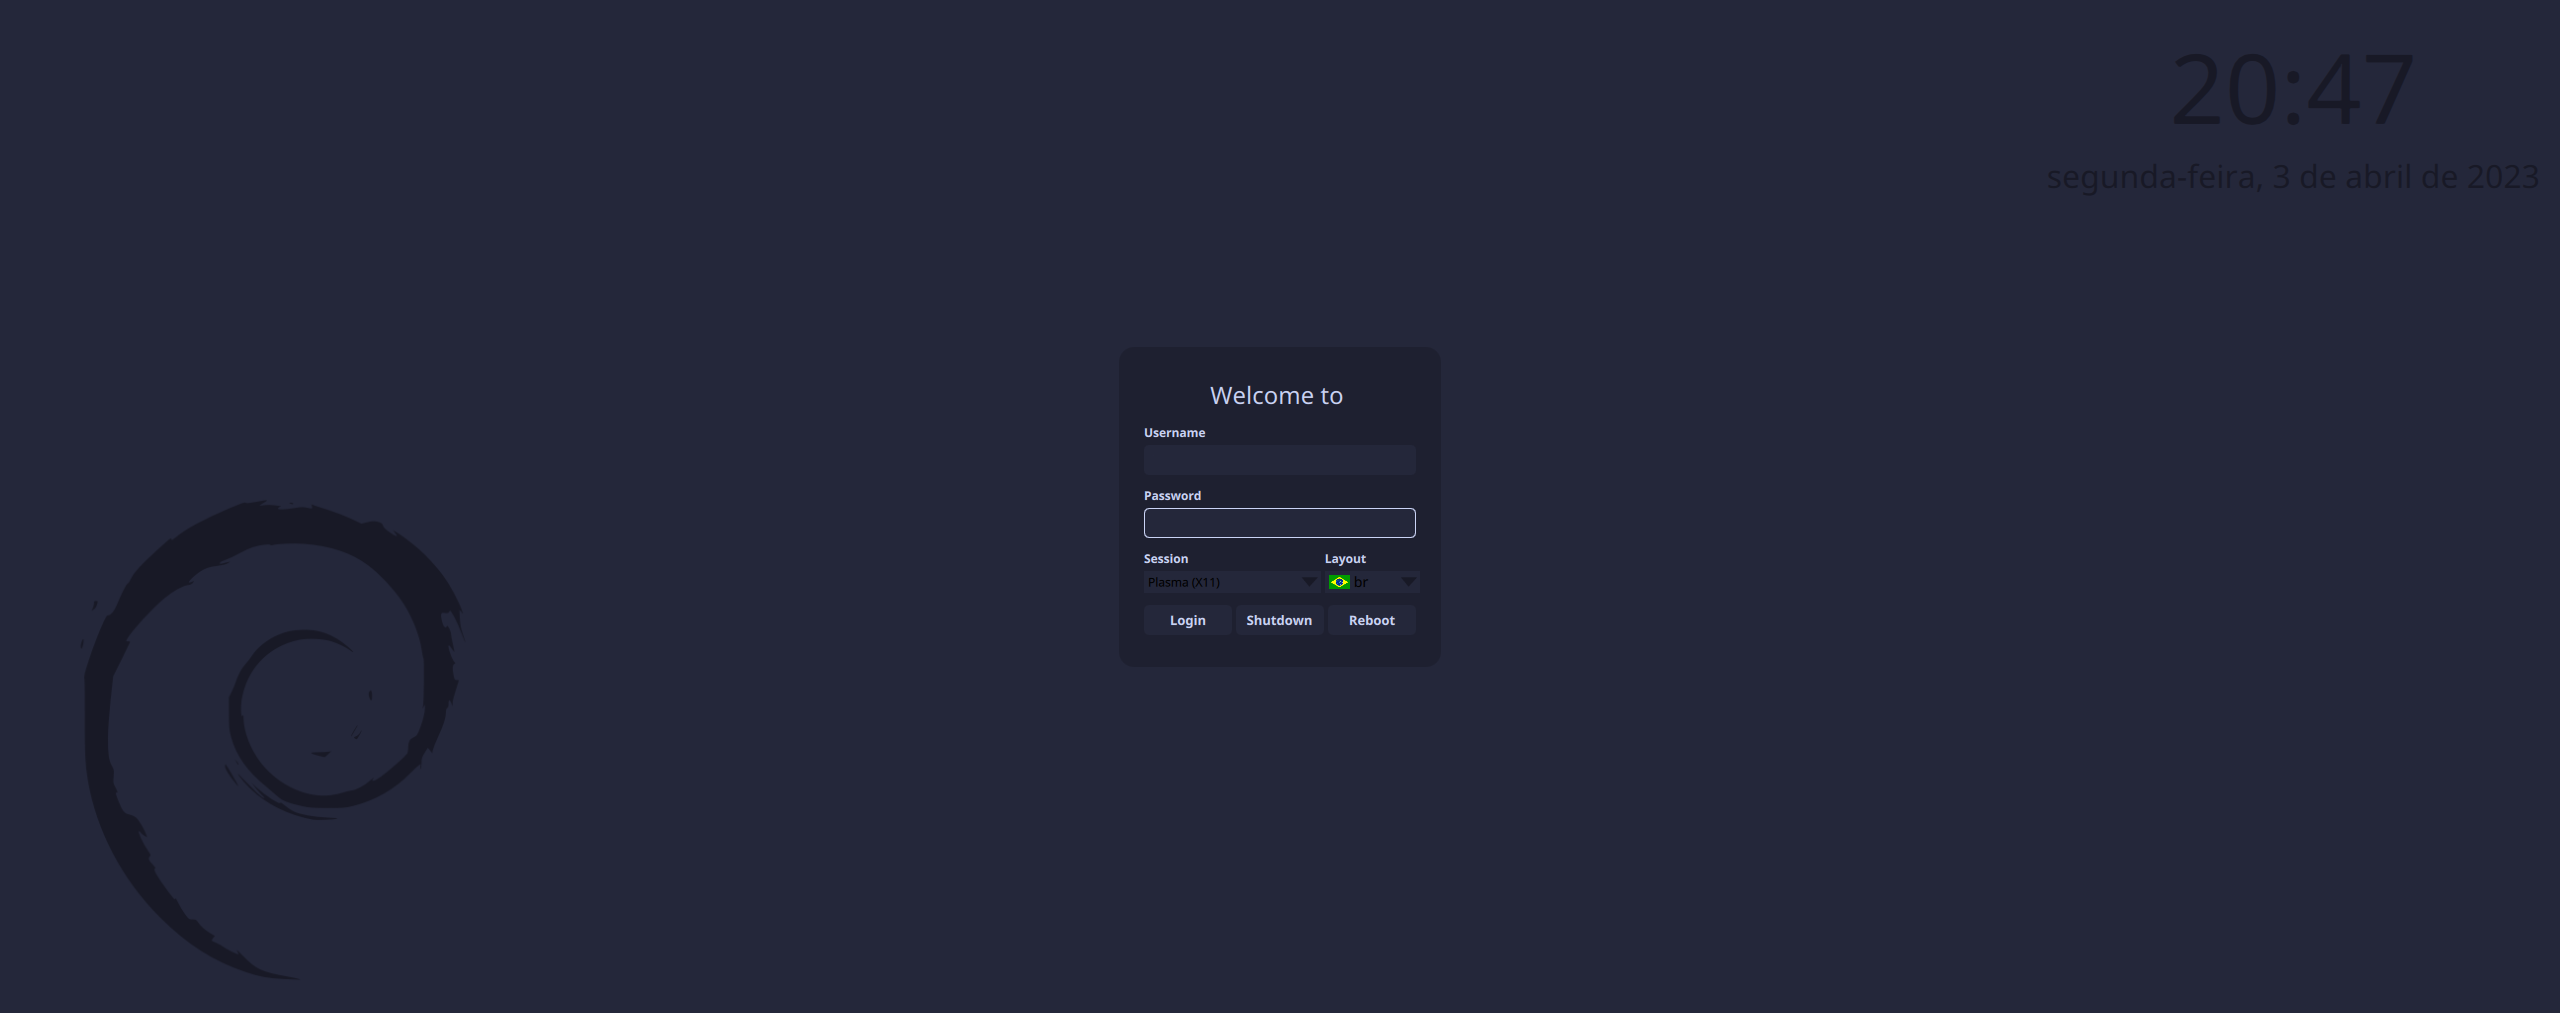 20:47
segunda-feira, 3 de abril de 2023
Welcome to
Username
Password
Session Layout
Plasma (X11) br
Login Shutdown Reboot